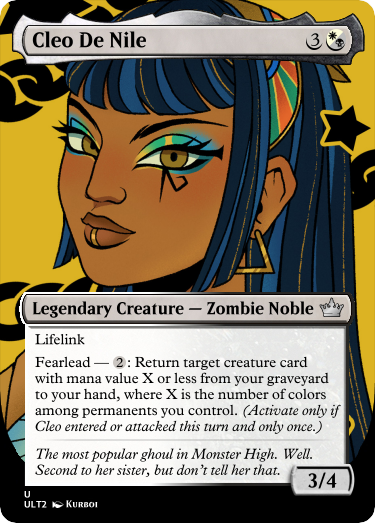 Cleo De Nile 3
Legendary Creature — Zombie Noble
Lifelink
Fearlead — 2: Return target creature card
with mana value X or less from your graveyard
to your hand, where X is the number of colors
among permanents you control. (Activate only if
Cleo entered or attacked this turn and only once.)
The most popular ghoul in Monster High. Well.
Second to her sister, but don't tell her that.
3/4
U
ULT2 Kurboi